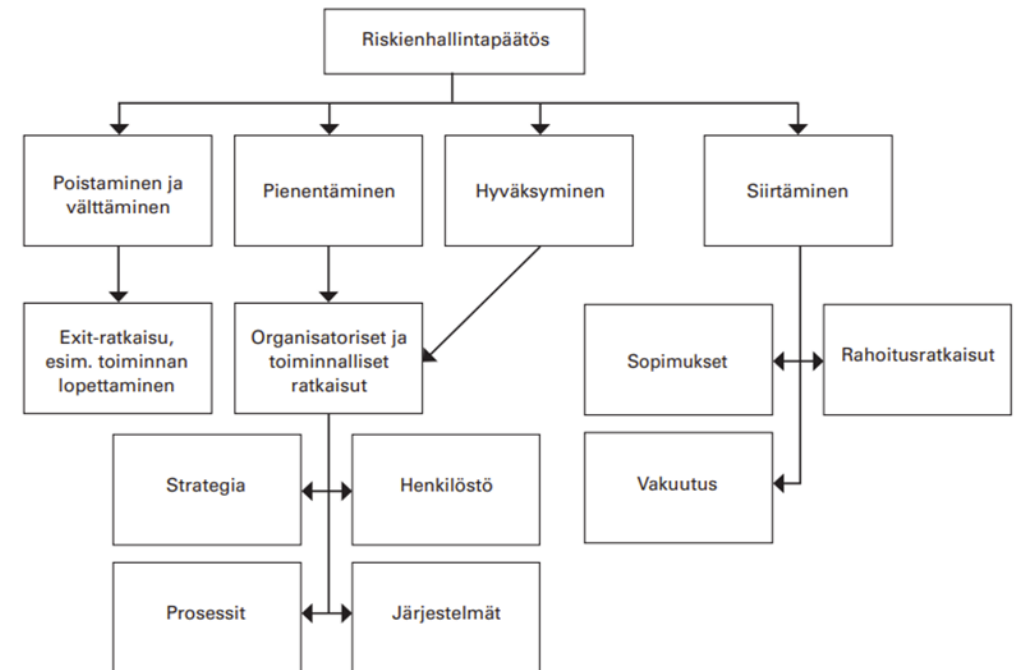 Riskienhallintapäätös
Poistaminen ja
välttäminen
Pienentäminen
Hyväksyminen
Siirtäminen
Exit-ratkaisu,
esim. toiminnan
lopettaminen
Organisatoriset ja
toiminnalliset
ratkaisut
Sopimukset
Rahoitusratkaisut
Strategia
Henkilöstö
Vakuutus
Prosessit
Järjestelmät